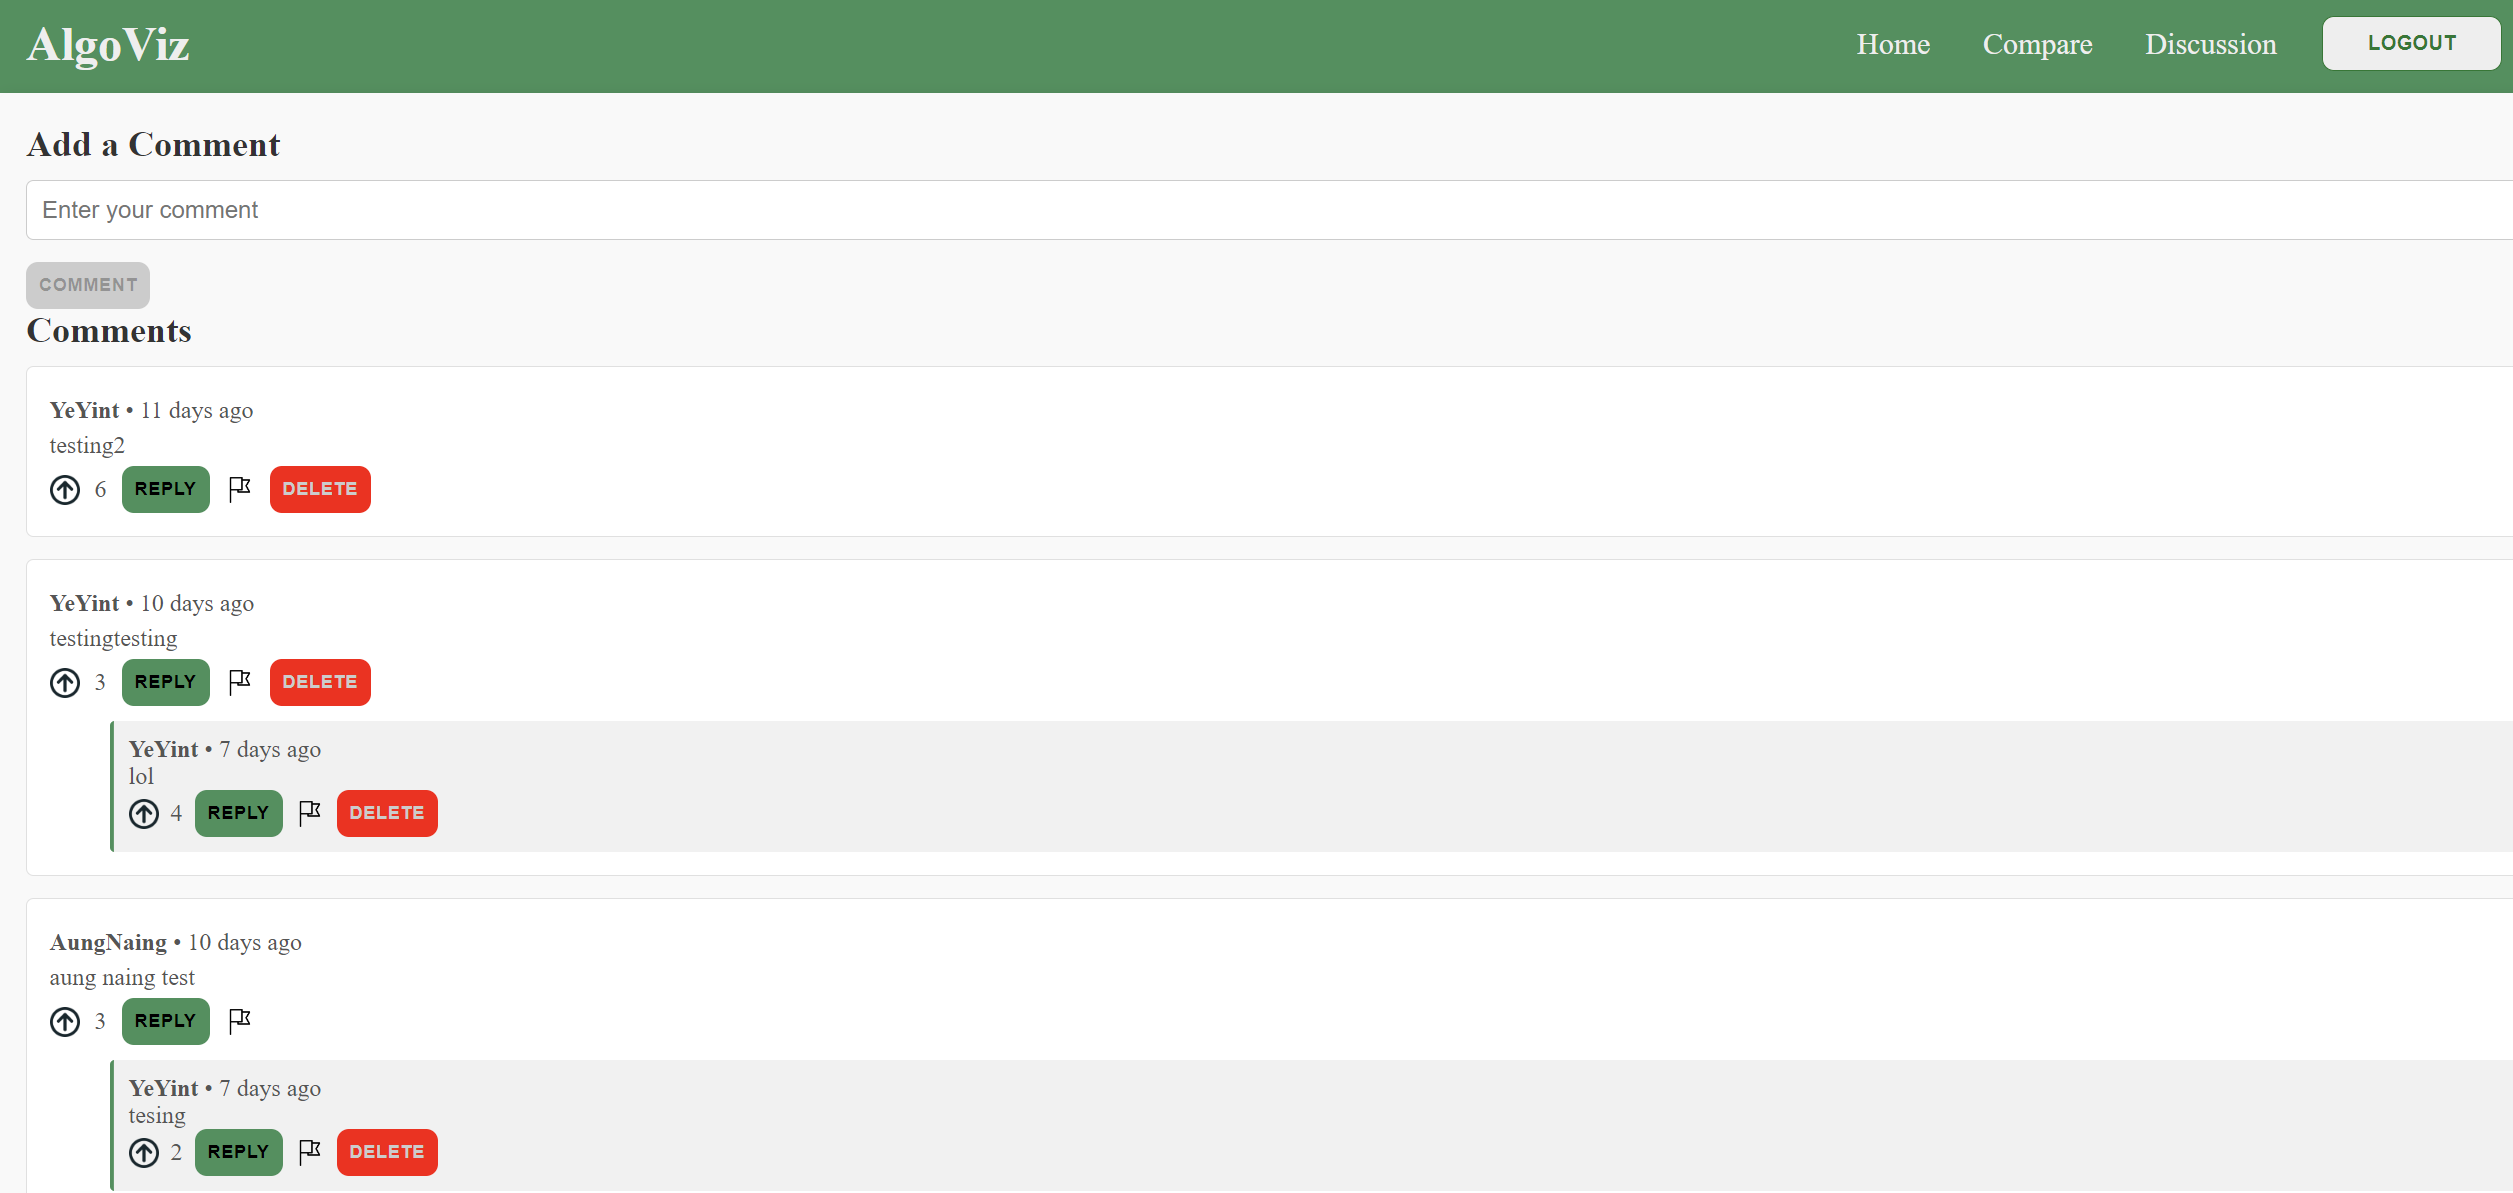 AlgoViz
Home Compare Discussion LOGOUT
Add a Comment
Enter your comment
COMMENT
Comments
YeYint • 11 days ago
testing2
6 REPLY DELETE
YeYint • 10 days ago
testingtesting
3 REPLY DELETE
YeYint • 7 days ago
lol
4 REPLY DELETE
AungNaing • 10 days ago
aung naing test
3 REPLY
YeYint • 7 days ago
tesing
2 REPLY DELETE